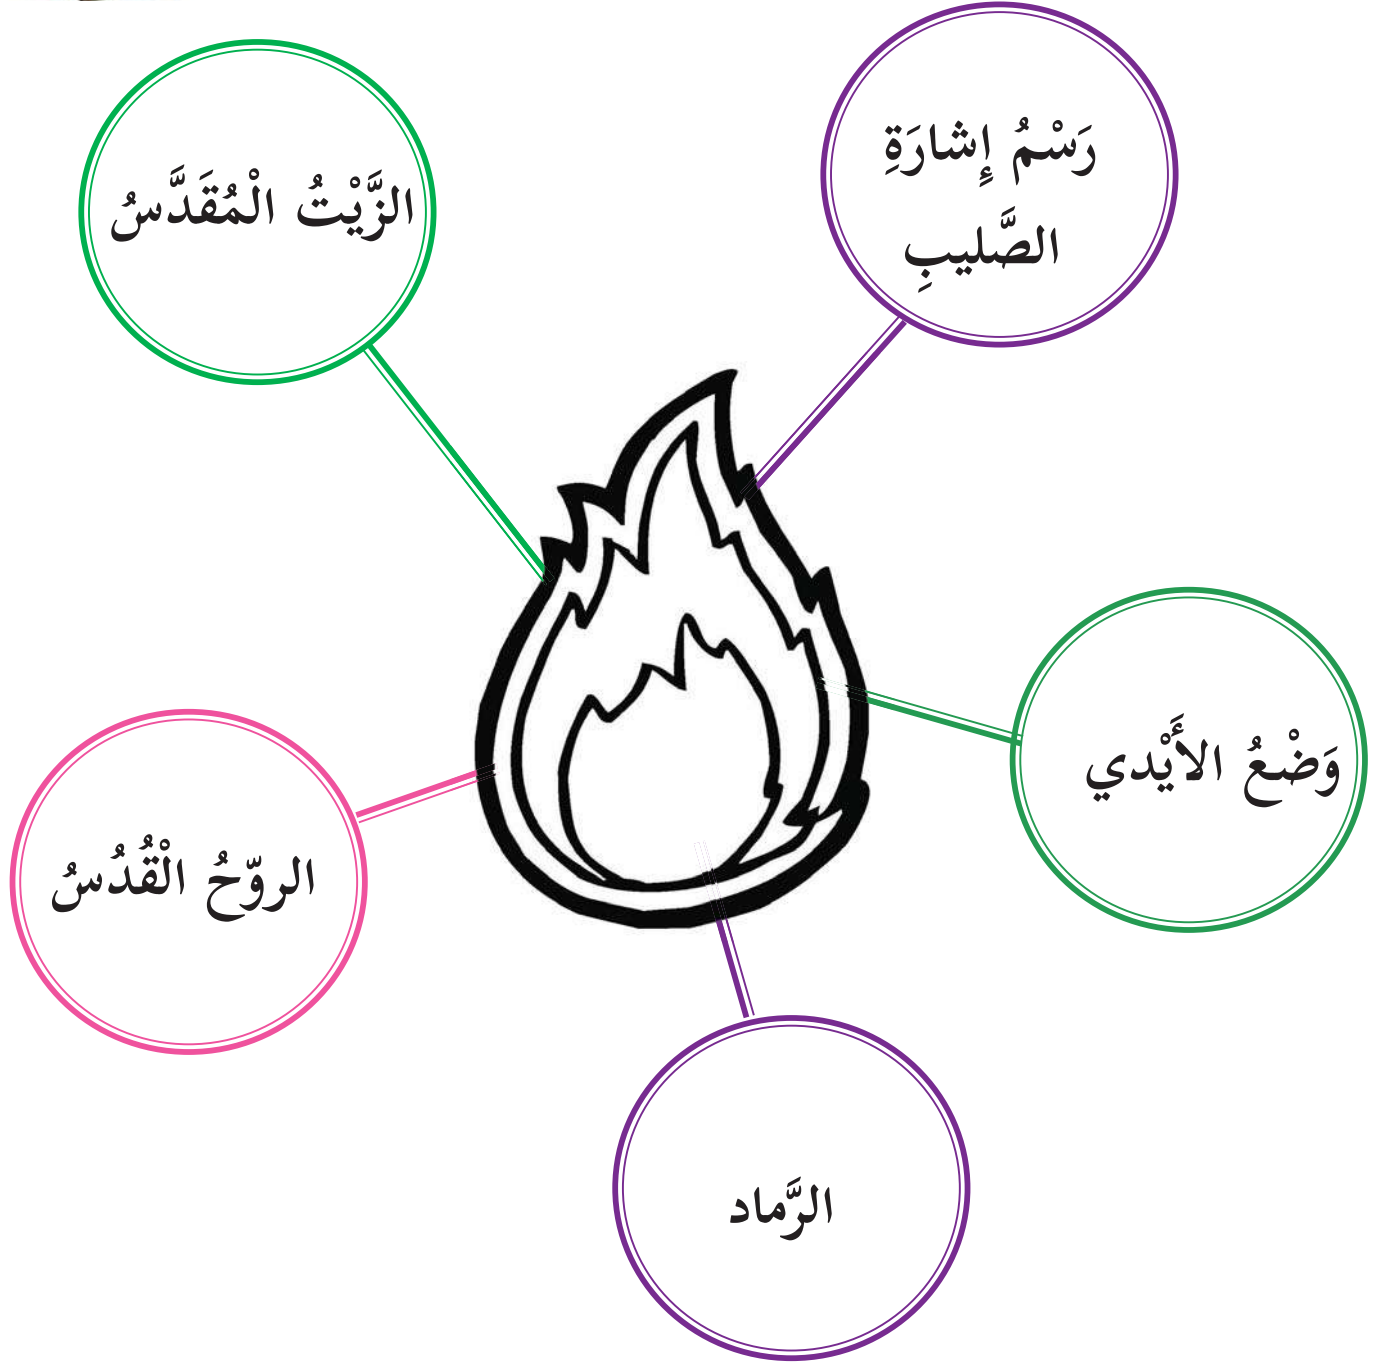 رَسْمُ إِشارَةِ
الصَّليبِ
الزَّيْتُ الْمُقَدَّسُ
وَضْعُ الأَيْدي
الروّحُ الْقُدُسُ
الرَّماد